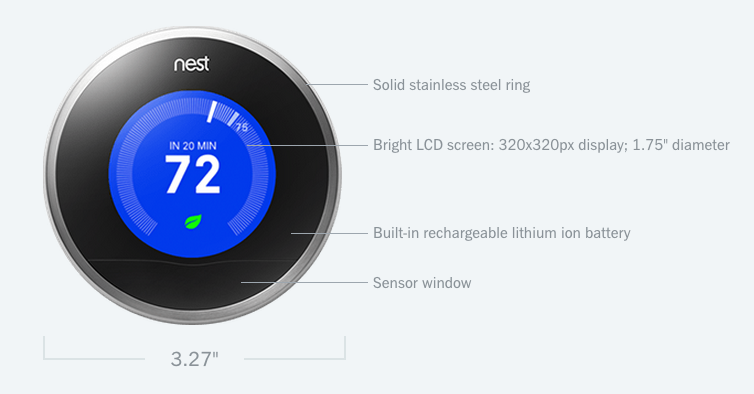 nest
Solid stainless steel ring
75
IN 20 MIN
Bright LCD screen: 320x320px display; 1.75" diameter
72
Built-in rechargeable lithium ion battery
Sensor window
3.27"